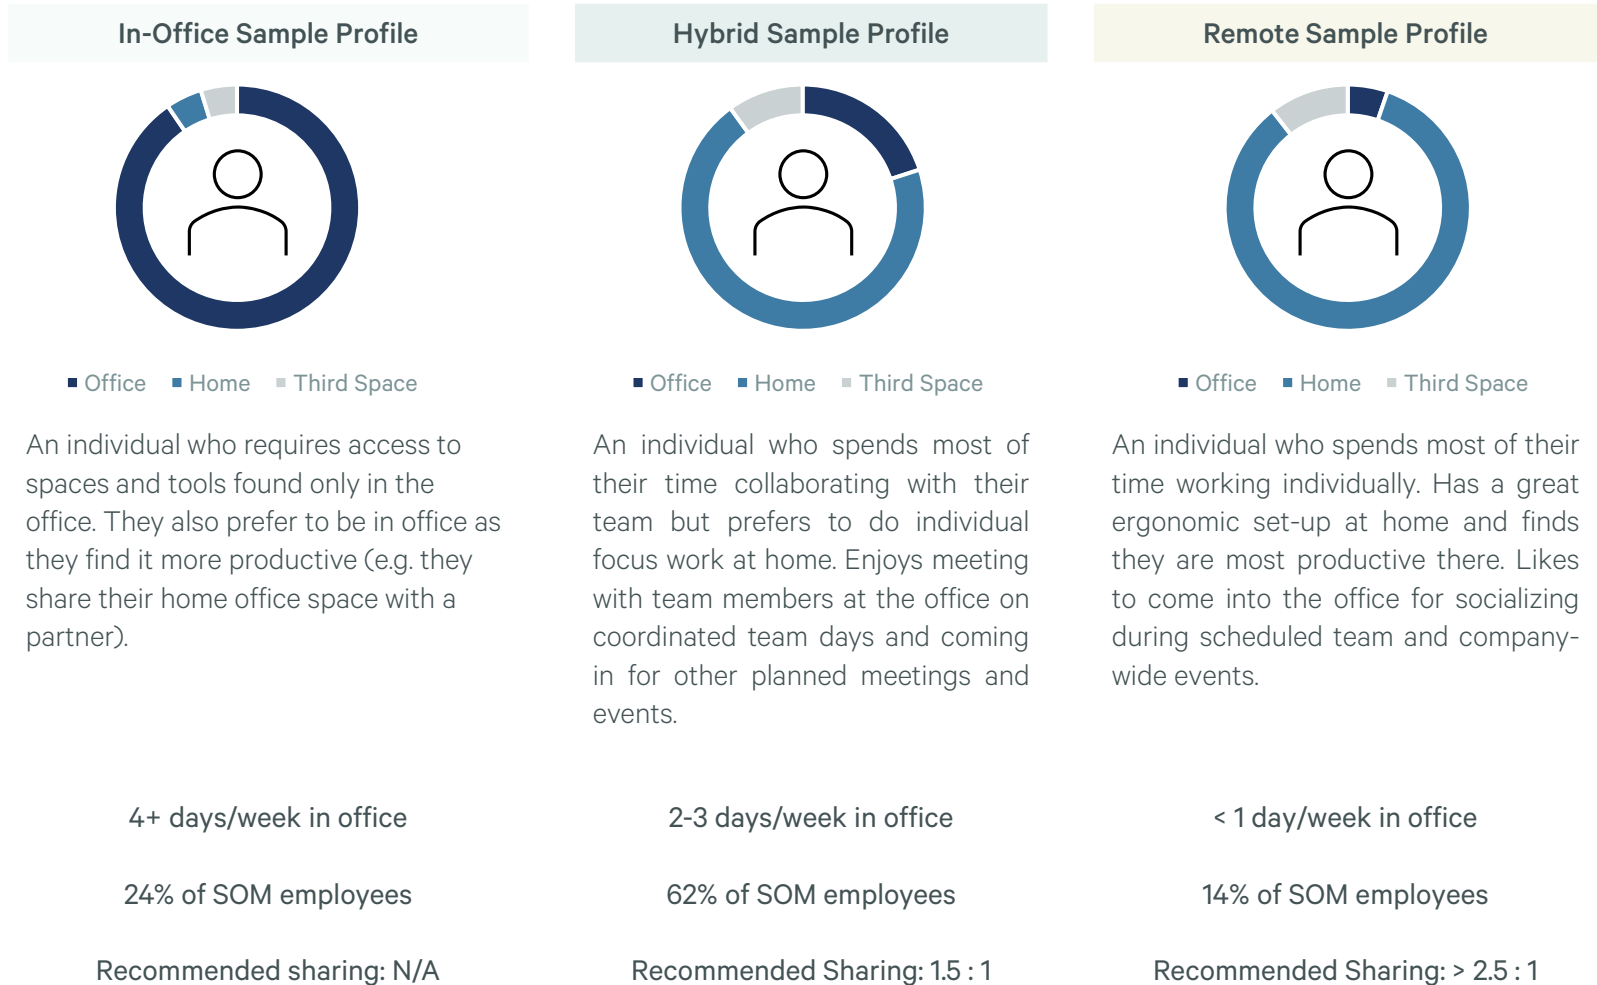 In-Office Sample Profile
Office Home Third Space
An individual who requires access to
spaces and tools found only in the
office. They also prefer to be in office as
they find it more productive (e.g. they
share their home office space with a
partner).
4+ days/week in office
24% of SOM employees
Recommended sharing: N/A
Hybrid Sample Profile
Office Home Third Space
An individual who spends most of
their time collaborating with their
team but prefers to do individual
focus work at home. Enjoys meeting
with team members at the office on
coordinated team days and coming
in for other planned meetings and
events.
2-3 days/week in office
62% of SOM employees
Recommended Sharing: 1.5 : 1
Remote Sample Profile
Office Home Third Space
An individual who spends most of their
time working individually. Has a great
ergonomic set-up at home and finds
they are most productive there. Likes
to come into the office for socializing
during scheduled team and company-
wide events.
< 1 day/week in office
14% of SOM employees
Recommended Sharing: > 2.5 : 1